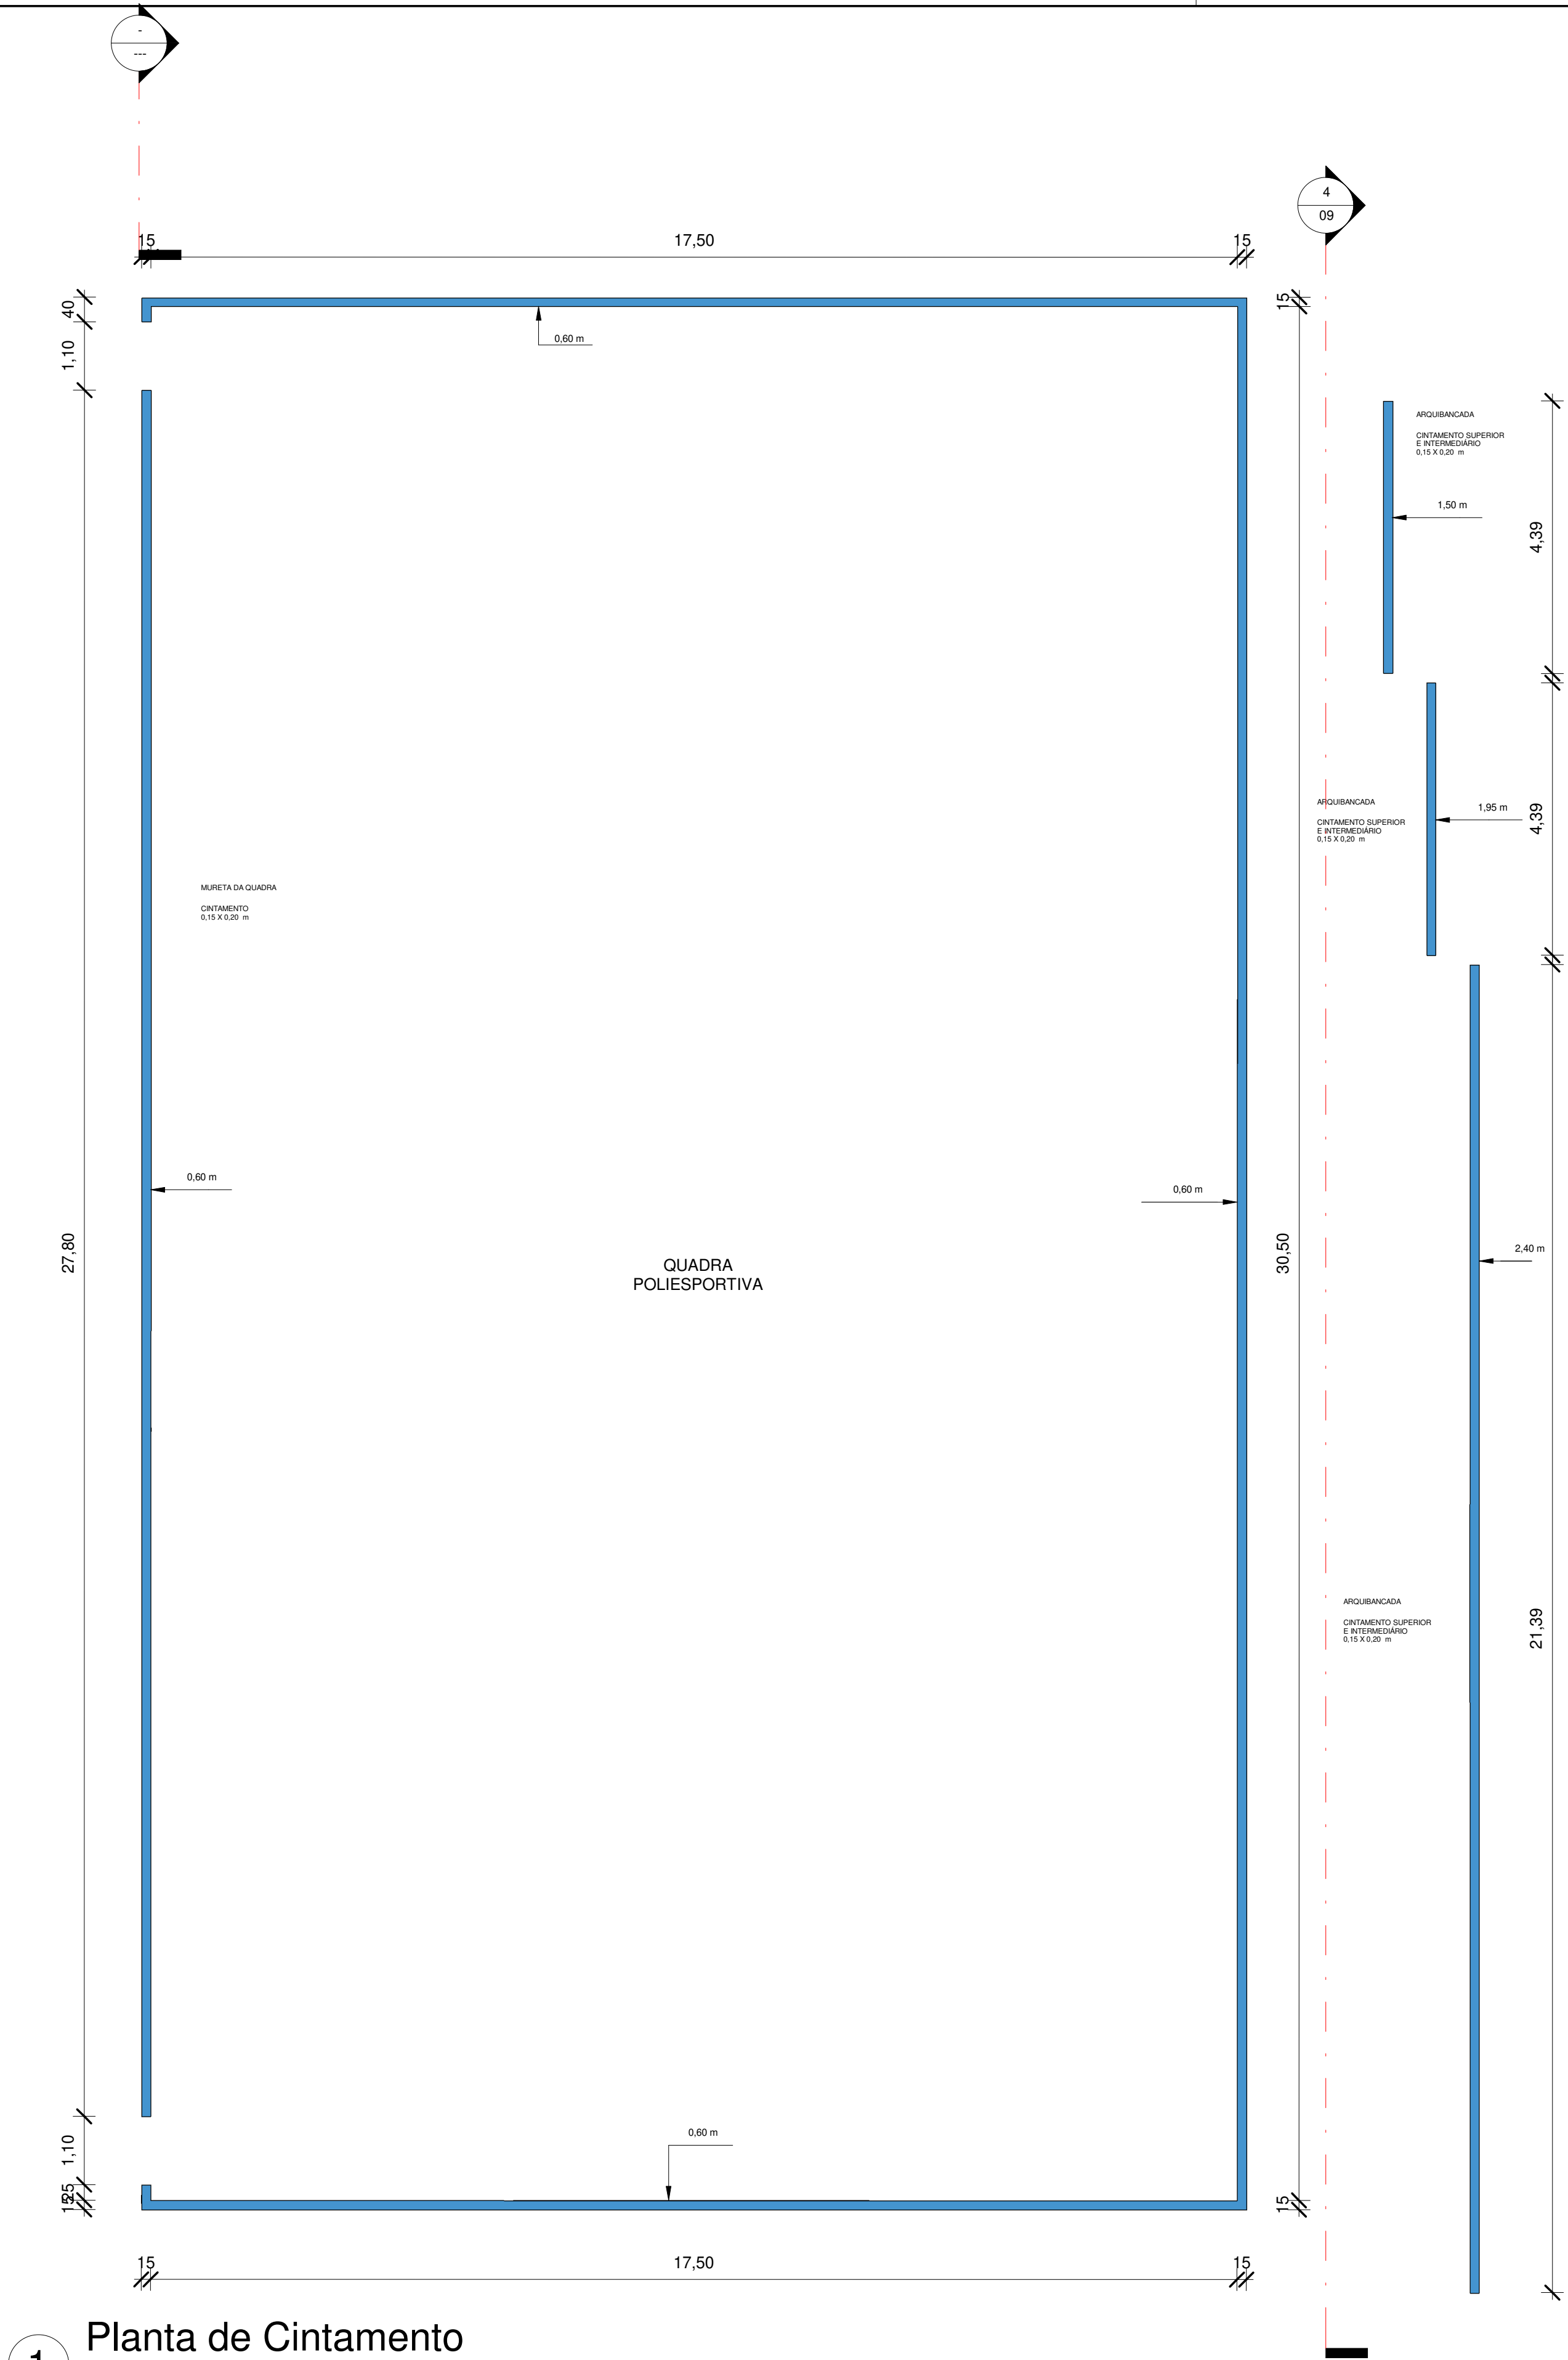 -
---
4
09
15
17,50
15
40
1,10
27,80
1,10
25
15
15
30,50
15
0,60 m
ARQUIBANCADA
CINTAMENTO SUPERIOR
E INTERMEDIÁRIO
0,15 X 0,20 m
1,50 m
4,39
ARQUIBANCADA
CINTAMENTO SUPERIOR
E INTERMEDIÁRIO
0,15 X 0,20 m
1,95 m
4,39
MURETA DA QUADRA
CINTAMENTO
0,15 X 0,20 m
0,60 m
0,60 m
QUADRA
POLIESPORTIVA
2,40 m
ARQUIBANCADA
CINTAMENTO SUPERIOR
E INTERMEDIÁRIO
0,15 X 0,20 m
21,39
0,60 m
15
17,50
15
1
Planta de Cintamento